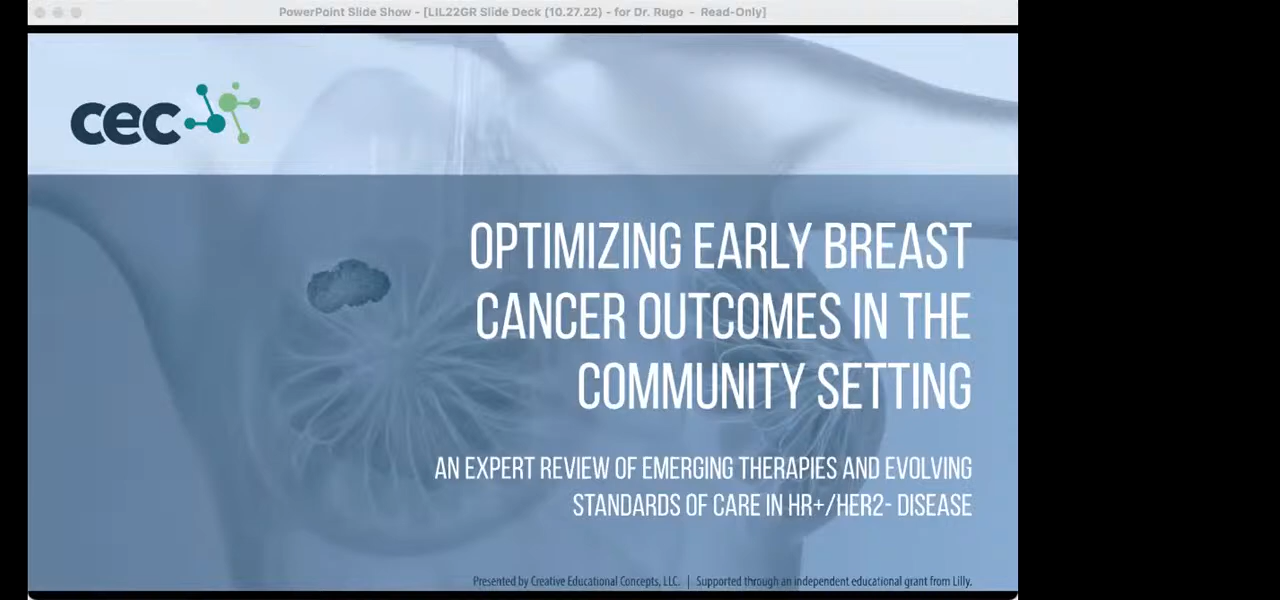 PowerPoint Slide Show - [LIL22GR Slide Deck (10.27.22) - for Dr. Rugo - Read-Only]
cec
OPTIMIZING EARLY BREAST
CANCER OUTCOMES IN THE
COMMUNITY SETTING
AN EXPERT REVIEW OF EMERGING THERAPIES AND EVOLVING
STANDARDS OF CARE IN HR+/HER2- DISEASE
Presented by Creative Educational Concepts, LLC. | Supported through an independent educational grant from Lilly.